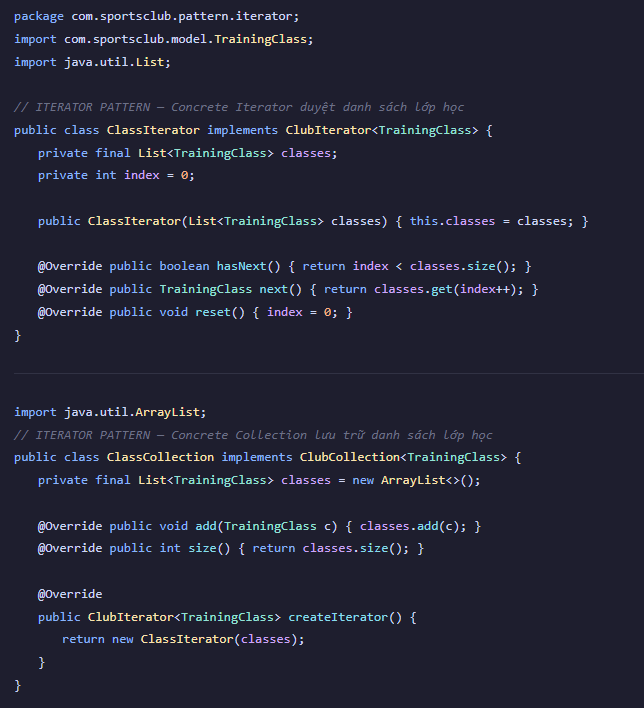 package com.sportsclub.pattern.iterator;
import com.sportsclub.model.TrainingClass;
import java.util.List;
// ITERATOR PATTERN — Concrete Iterator duyệt danh sách lớp học
public class ClassIterator implements ClubIterator<TrainingClass> {
    private final List<TrainingClass> classes;
    private int index = 0;
    public ClassIterator(List<TrainingClass> classes) { this.classes = classes; }
    @Override public boolean hasNext() { return index < classes.size(); }
    @Override public TrainingClass next() { return classes.get(index++); }
    @Override public void reset() { index = 0; }
}
import java.util.ArrayList;
// ITERATOR PATTERN — Concrete Collection lưu trữ danh sách lớp học
public class ClassCollection implements ClubCollection<TrainingClass> {
    private final List<TrainingClass> classes = new ArrayList<>();
    @Override public void add(TrainingClass c) { classes.add(c); }
    @Override public int size() { return classes.size(); }
    @Override
    public ClubIterator<TrainingClass> createIterator() {
        return new ClassIterator(classes);
    }
}